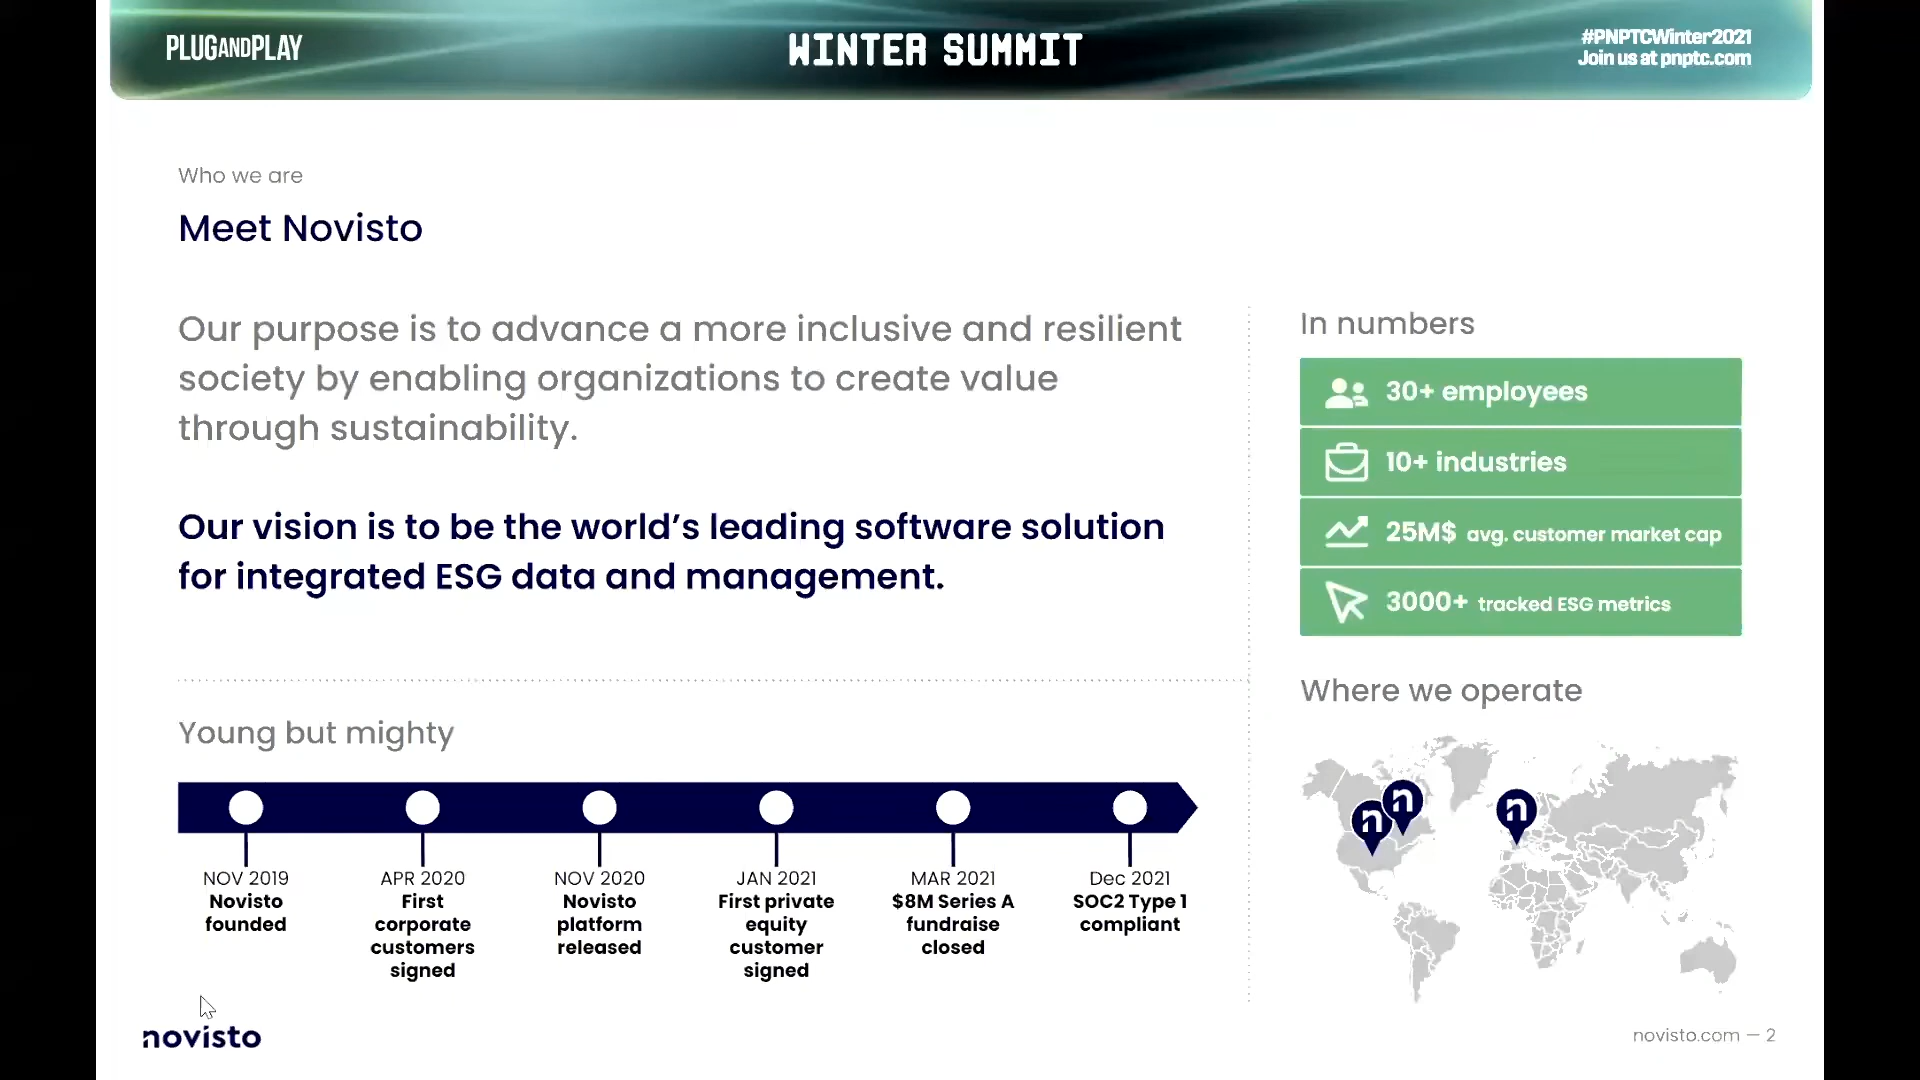 PLUGANDPLAY
WINTER SUMMIT
#PNPTCWinter2021
Join us at pnptc.com
Who we are
Meet Novisto
Our purpose is to advance a more inclusive and resilient
society by enabling organizations to create value
through sustainability.
Our vision is to be the world’s leading software solution
for integrated ESG data and management.
In numbers
30+ employees
10+ industries
25M$ avg. customer market cap
3000+ tracked ESG metrics
Where we operate
n
n
n
Young but mighty
NOV 2019
Novisto
founded
APR 2020
First
corporate
customers
signed
NOV 2020
Novisto
platform
released
JAN 2021
First private
equity
customer
signed
MAR 2021
$8M Series A
fundraise
closed
Dec 2021
SOC2 Type 1
compliant
novisto
novisto.com — 2